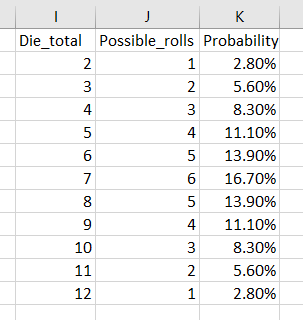 I J K
Die_total Possible_rolls Probability
2 1 2.80%
3 2 5.60%
4 3 8.30%
5 4 11.10%
6 5 13.90%
7 6 16.70%
8 5 13.90%
9 4 11.10%
10 3 8.30%
11 2 5.60%
12 1 2.80%